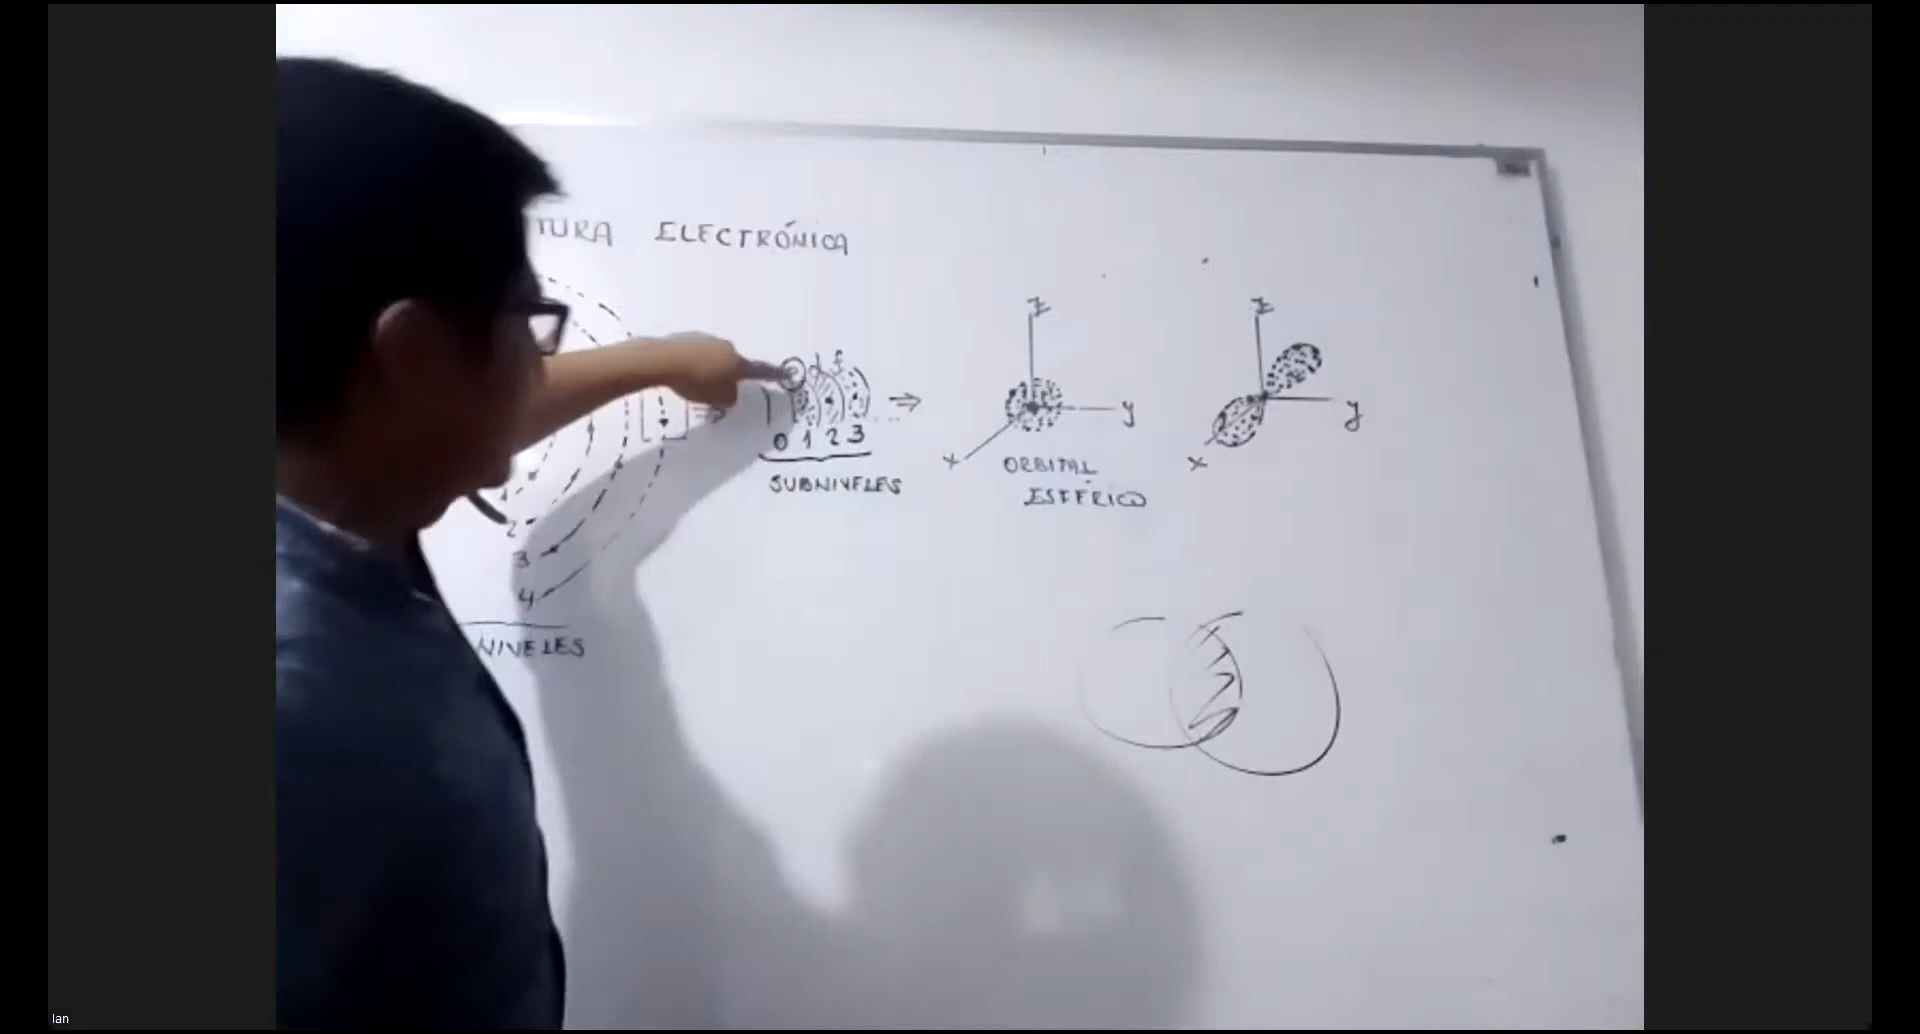 TURA ELECTRÓNICA
d f
0 1 2 3
SUBNIVELES
2
3
4
NIVELES
z
y
x
ORBITAL
ESFÉRICO
z
y
x
Ian